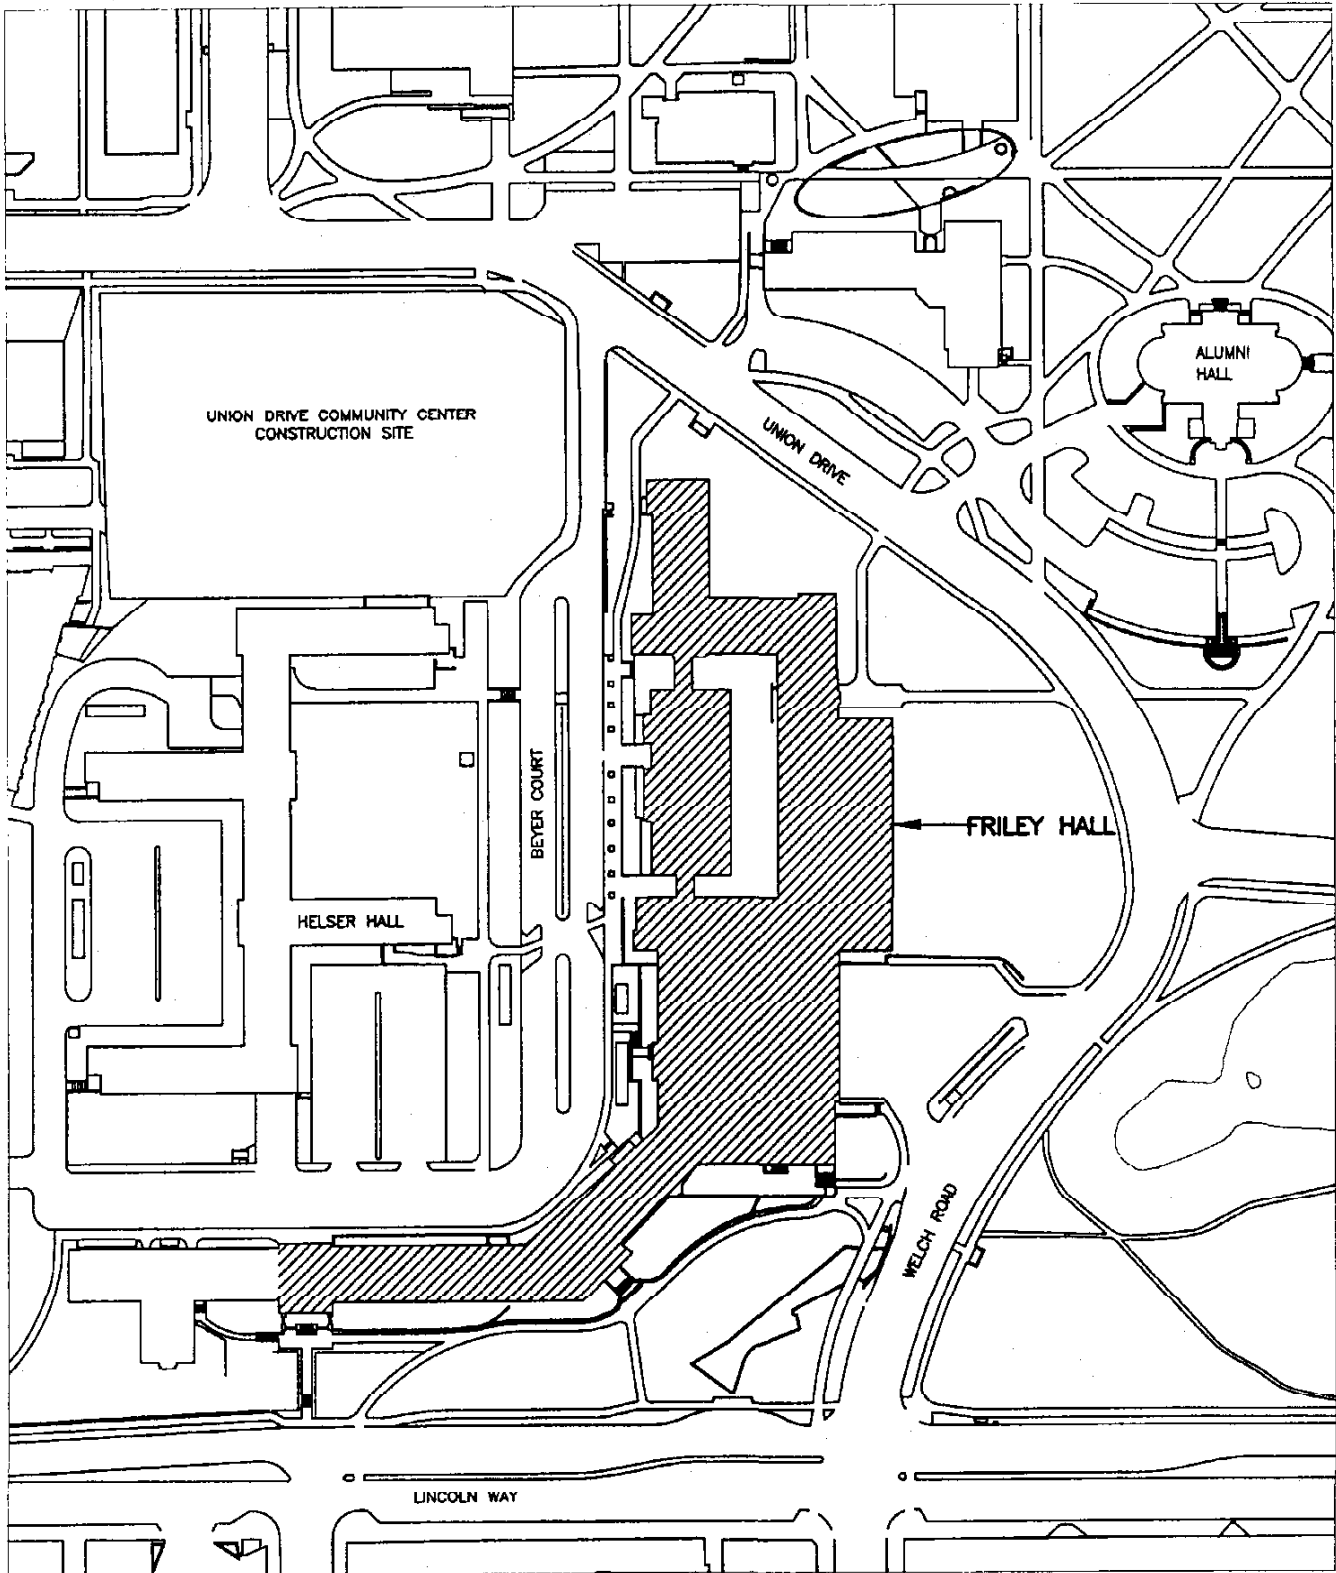 ALUMNI
HALL
UNION DRIVE COMMUNITY CENTER
CONSTRUCTION SITE
UNION DRIVE
BEYER COURT
FRILEY HALL
HELSER HALL
WELCH ROAD
LINCOLN WAY